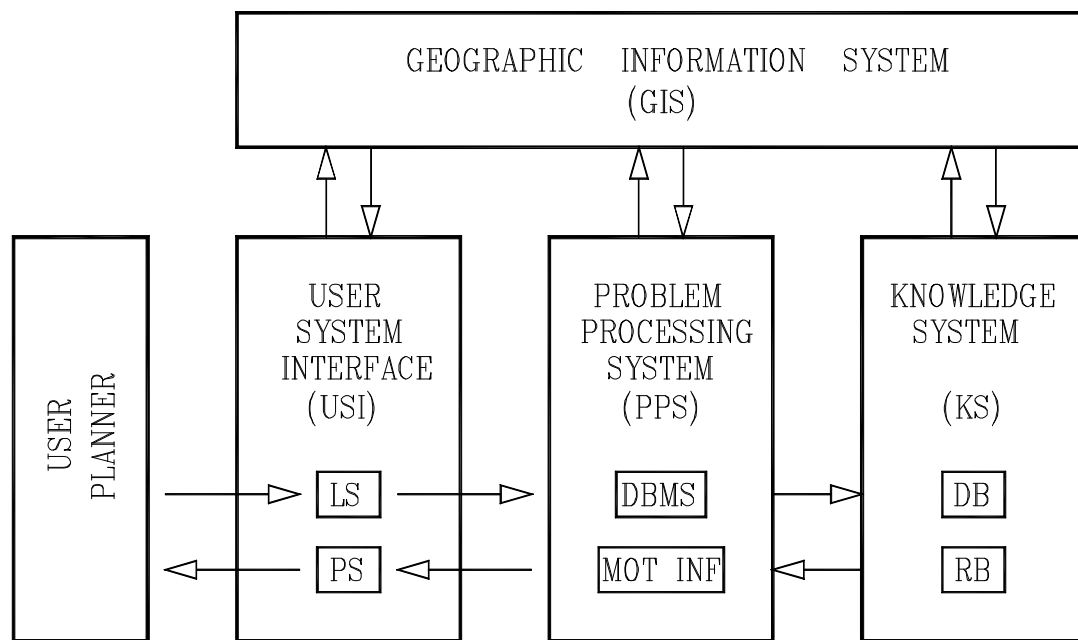 GEOGRAPHIC INFORMATION SYSTEM
(GIS)
USER
PLANNER
USER
SYSTEM
INTERFACE
(USI)
LS
PS
PROBLEM
PROCESSING
SYSTEM
(PPS)
DBMS
MOT INF
KNOWLEDGE
SYSTEM
(KS)
DB
RB